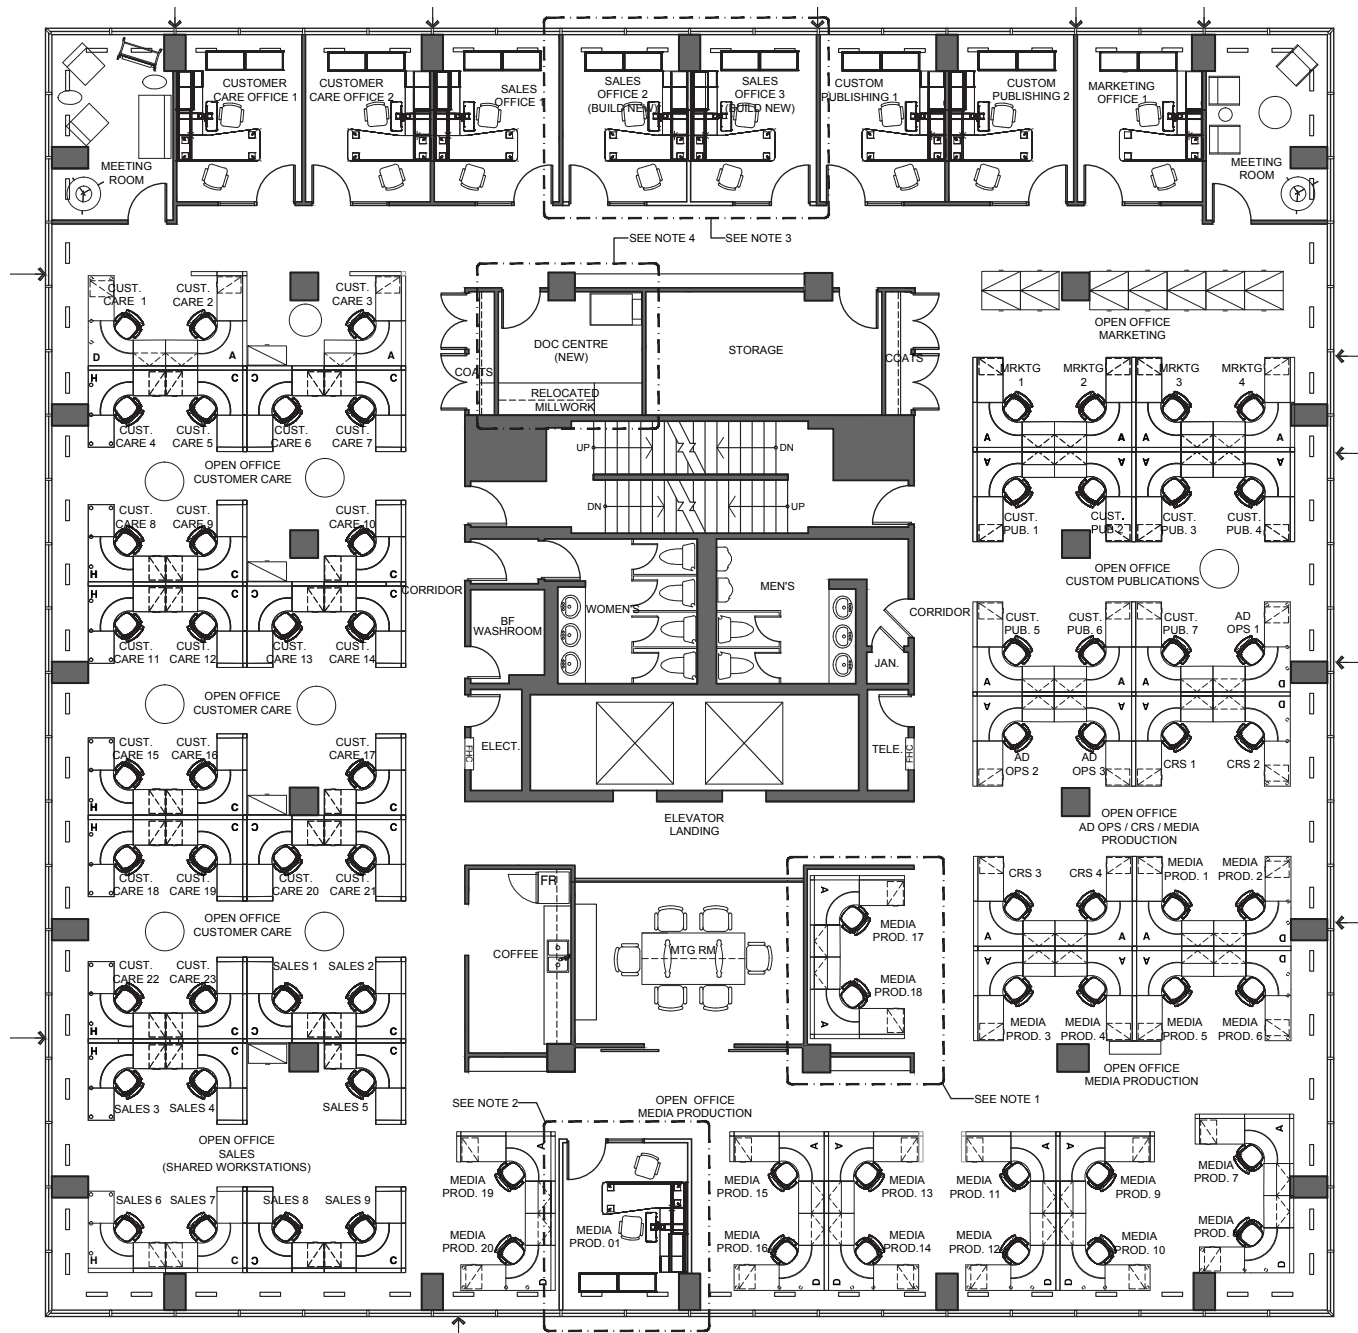 CUSTOMER
CARE OFFICE 1
CUSTOMER
CARE OFFICE 2
SALES
OFFICE 1
SALES
OFFICE 2
(BUILD NEW)
SALES
OFFICE 3
(BUILD NEW)
CUSTOM
PUBLISHING 1
CUSTOM
PUBLISHING 2
MARKETING
OFFICE 1
MEETING
ROOM
MEETING
ROOM
SEE NOTE 4
SEE NOTE 3
CUST.
CARE 1
CUST.
CARE 2
CUST.
CARE 3
D
A
A
H
C
C
C
CUST.
CARE 4
CUST.
CARE 5
CUST.
CARE 6
CUST.
CARE 7
OPEN OFFICE
CUSTOMER CARE
CUST.
CARE 8
CUST.
CARE 9
CUST.
CARE 10
H
C
C
H
C
C
C
CUST.
CARE 11
CUST.
CARE 12
CUST.
CARE 13
CUST.
CARE 14
OPEN OFFICE
CUSTOMER CARE
CUST.
CARE 15
CUST.
CARE 16
CUST.
CARE 17
H
C
C
H
C
C
C
CUST.
CARE 18
CUST.
CARE 19
CUST.
CARE 20
CUST.
CARE 21
OPEN OFFICE
CUSTOMER CARE
CUST.
CARE 22
CUST.
CARE 23
SALES 1
SALES 2
H
C
C
C
H
C
C
SALES 3
SALES 4
SALES 5
OPEN OFFICE
SALES
(SHARED WORKSTATIONS)
SALES 6
SALES 7
SALES 8
SALES 9
H
C
C
C
COATS
DOC CENTRE
(NEW)
RELOCATED
MILLWORK
STORAGE
COATS
UP
DN
DN
UP
CORRIDOR
BF
WASHROOM
WOMEN'S
MEN'S
CORRIDOR
JAN.
ELECT.
FHC
TELE.
FHC
ELEVATOR
LANDING
FR
COFFEE
MTG RM
A
MEDIA
PROD. 17
MEDIA
PROD.18
A
SEE NOTE 1
SEE NOTE 2
OPEN OFFICE
MEDIA PRODUCTION
OPEN OFFICE
MARKETING
MRKTG
1
MRKTG
2
MRKTG
3
MRKTG
4
A
A
A
A
A
A
CUST.
PUB. 1
CUST.
PUB.2
CUST.
PUB. 3
CUST.
PUB. 4
OPEN OFFICE
CUSTOM PUBLICATIONS
CUST.
PUB. 5
CUST.
PUB. 6
CUST.
PUB. 7
AD
OPS 1
A
A
D
A
A
D
AD
OPS 2
AD
OPS 3
CRS 1
CRS 2
OPEN OFFICE
AD OPS / CRS / MEDIA
PRODUCTION
CRS 3
CRS 4
MEDIA
PROD. 1
MEDIA
PROD. 2
A
A
D
A
A
D
MEDIA
PROD. 3
MEDIA
PROD. 4
MEDIA
PROD. 5
MEDIA
PROD. 6
OPEN OFFICE
MEDIA PRODUCTION
A
MEDIA
PROD. 19
MEDIA
PROD. 20
D
MEDIA
PROD. 01
A
A
MEDIA
PROD. 15
MEDIA
PROD. 13
MEDIA
PROD. 16
MEDIA
PROD.14
D
D
A
A
MEDIA
PROD. 11
MEDIA
PROD. 9
MEDIA
PROD. 12
MEDIA
PROD. 10
D
D
A
MEDIA
PROD. 7
MEDIA
PROD.
D